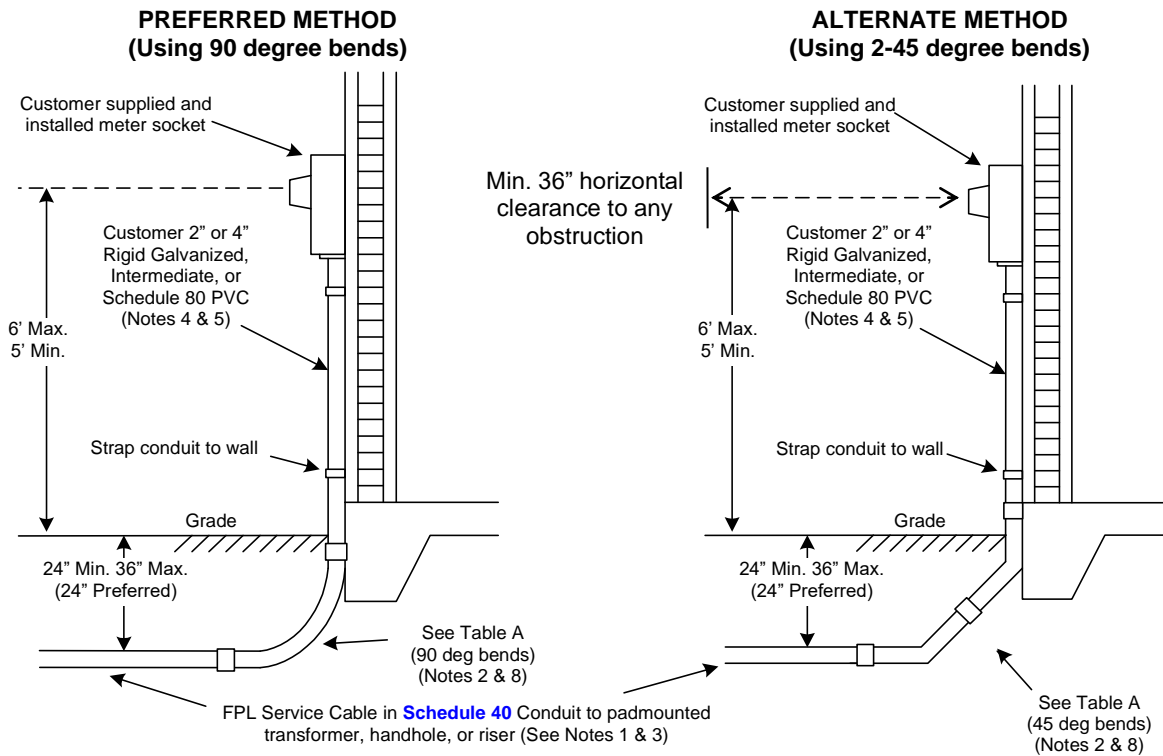 PREFERRED METHOD
(Using 90 degree bends)
Customer supplied and
installed meter socket
Customer 2” or 4”
Rigid Galvanized,
Intermediate, or
Schedule 80 PVC
(Notes 4 & 5)
6’ Max.
5’ Min.
Strap conduit to wall
Grade
24” Min. 36” Max.
(24” Preferred)
See Table A
(90 deg bends)
(Notes 2 & 8)
ALTERNATE METHOD
(Using 2-45 degree bends)
Customer supplied and
installed meter socket
Min. 36” horizontal
clearance to any
obstruction
Customer 2” or 4”
Rigid Galvanized,
Intermediate, or
Schedule 80 PVC
(Notes 4 & 5)
6’ Max.
5’ Min.
Strap conduit to wall
Grade
24” Min. 36” Max.
(24” Preferred)
See Table A
(45 deg bends)
(Notes 2 & 8)
FPL Service Cable in Schedule 40 Conduit to padmounted
transformer, handhole, or riser (See Notes 1 & 3)